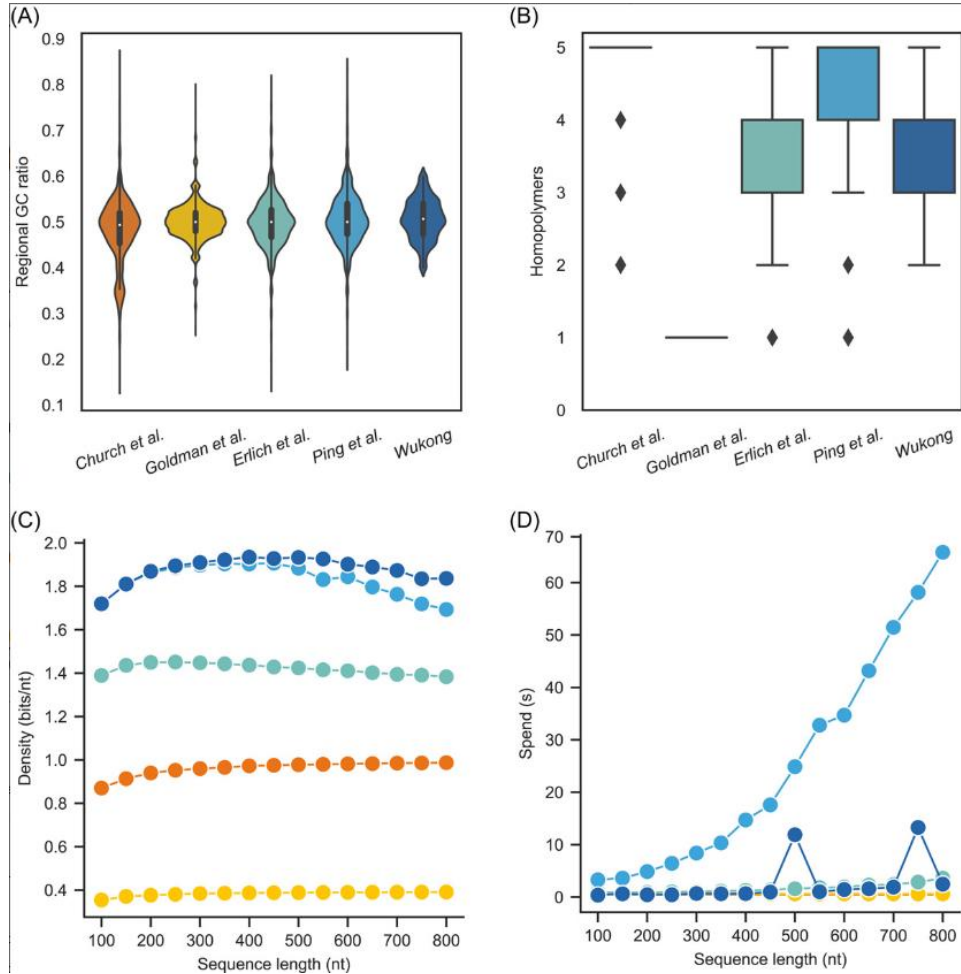 (A)
Regional GC ratio
0.9
0.8
0.7
0.6
0.5
0.4
0.3
0.2
0.1
Church et al.
Goldman et al.
Erlich et al.
Ping et al.
Wukong
(B)
Homopolymers
5
4
3
2
1
0
Church et al.
Goldman et al.
Erlich et al.
Ping et al.
Wukong
(C)
Density (bits/nt)
2.0
1.8
1.6
1.4
1.2
1.0
0.8
0.4
100 200 300 400 500 600 700 800
Sequence length (nt)
(D)
Spend (s)
70
60
50
40
30
20
10
0
100 200 300 400 500 600 700 800
Sequence length (nt)